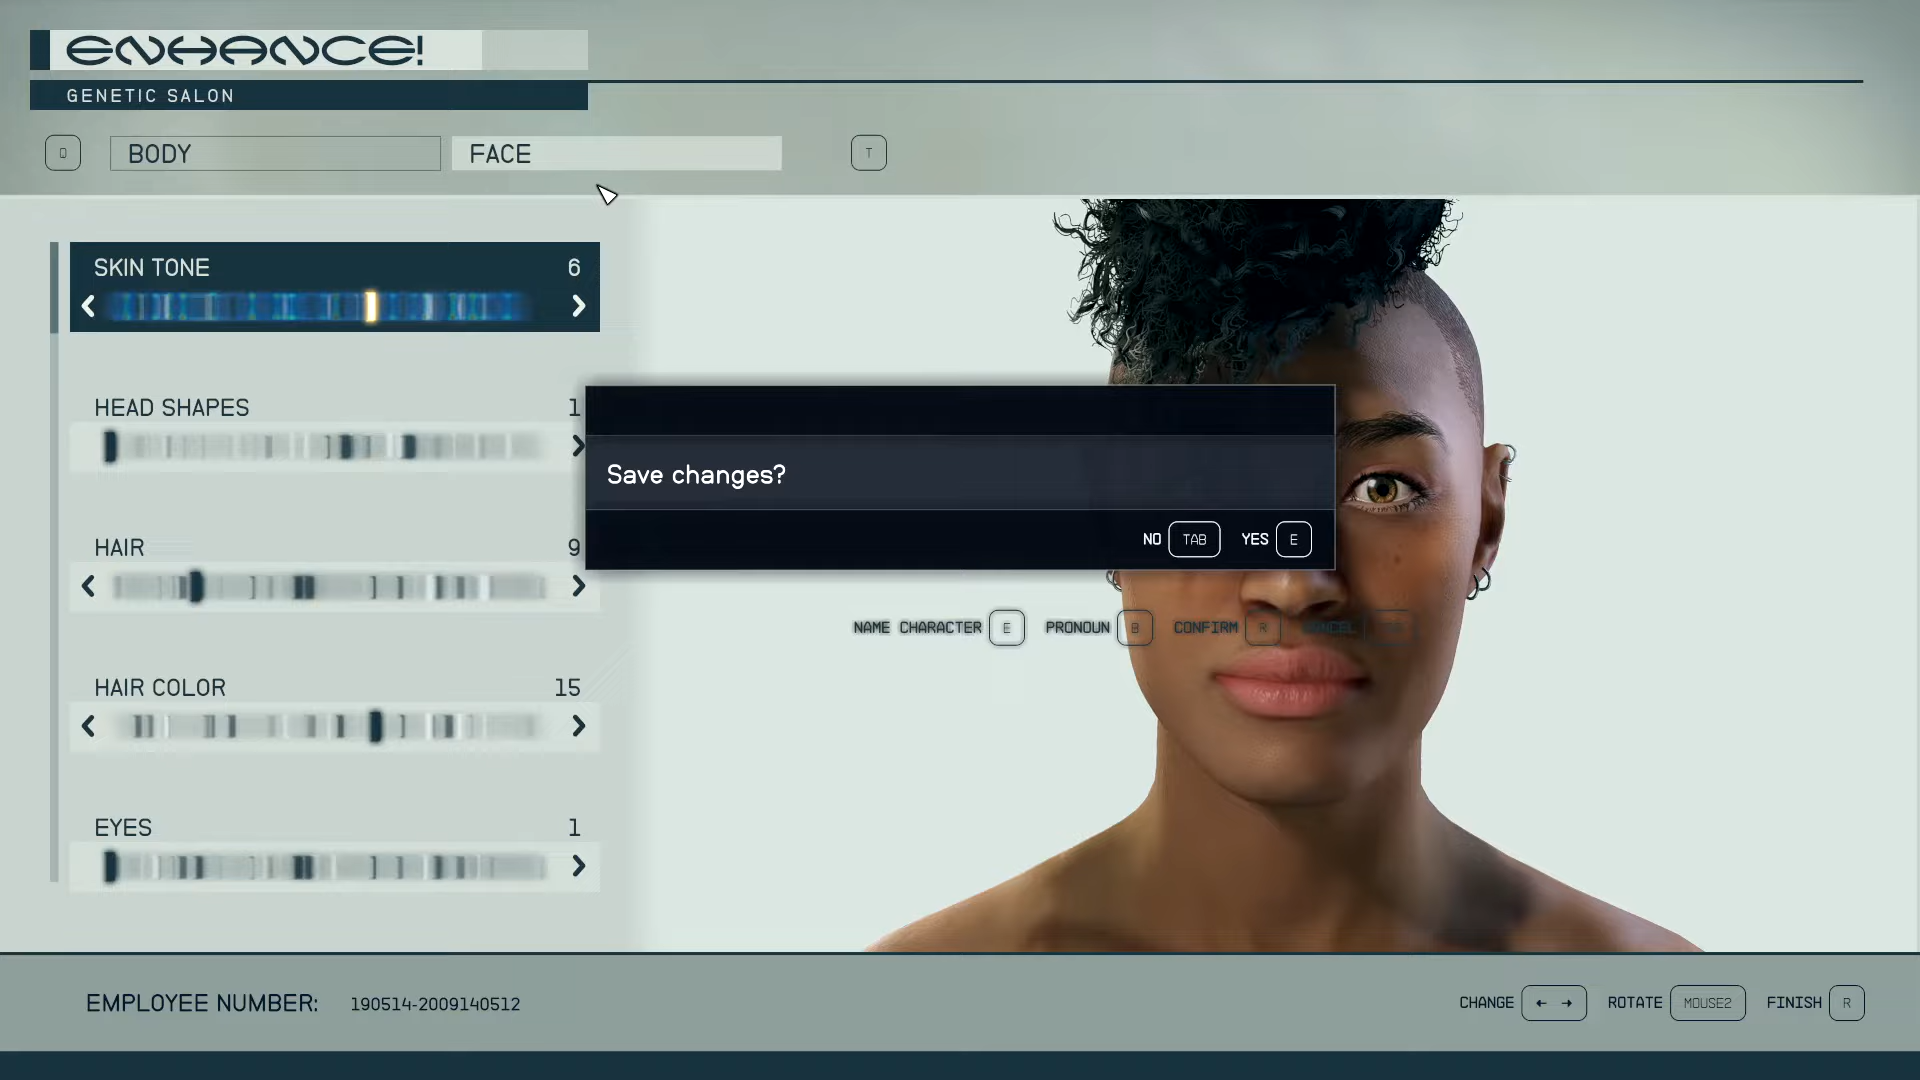 ENHANCE!
GENETIC SALON
Q BODY FACE T
SKIN TONE 6
HEAD SHAPES 1
HAIR 9
HAIR COLOR 15
EYES 1
Save changes?
NO TAB YES E
NAME CHARACTER E PRONOUN B CONFIRM R CANCEL
EMPLOYEE NUMBER: 190514-2009140512
CHANGE ← → ROTATE MOUSE2 FINISH R